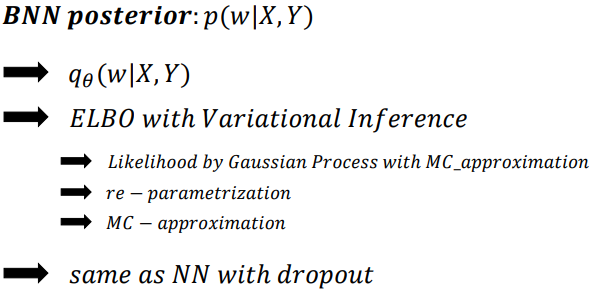 BNN posterior: p(w|X,Y)
➡ q_θ(w|X,Y)
➡ ELBO with Variational Inference
➡ Likelihood by Gaussian Process with MC_approximation
➡ re − parametrization
➡ MC − approximation
➡ same as NN with dropout